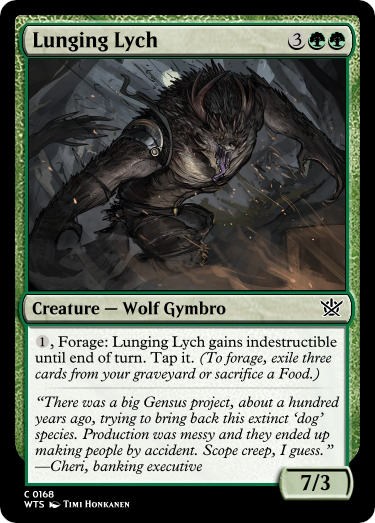 Lunging Lych 3
Creature — Wolf Gymbro
1, Forage: Lunging Lych gains indestructible
until end of turn. Tap it. (To forage, exile three
cards from your graveyard or sacrifice a Food.)
“There was a big Gensus project, about a hundred
years ago, trying to bring back this extinct ‘dog’
species. Production was messy and they ended up
making people by accident. Scope creep, I guess.”
—Cheri, banking executive
7/3
C 0168
WTS Timi Honkanen